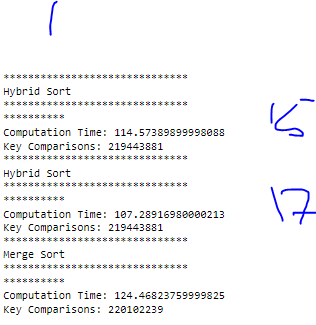 1
******************************
Hybrid Sort
******************************
**********
Computation Time: 114.57389899998088
Key Comparisons: 219443881
******************************
Hybrid Sort
******************************
**********
Computation Time: 107.28916980000213
Key Comparisons: 219443881
******************************
Merge Sort
******************************
**********
Computation Time: 124.46823759999825
Key Comparisons: 220102239
15
17